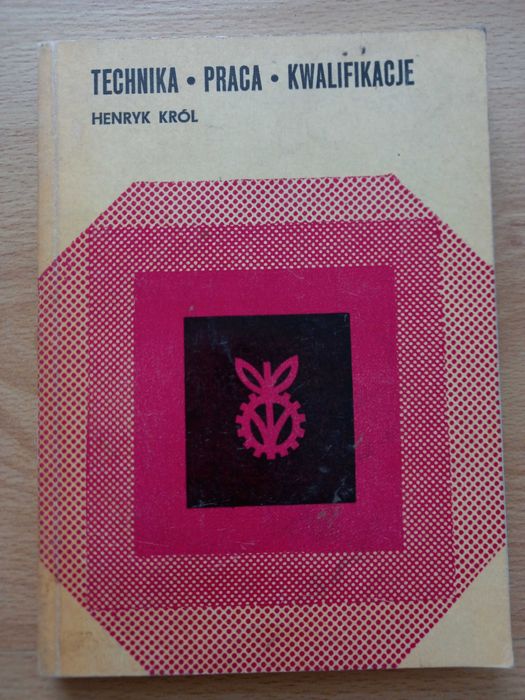 TECHNIKA • PRACA • KWALIFIKACJE
HENRYK KRÓL